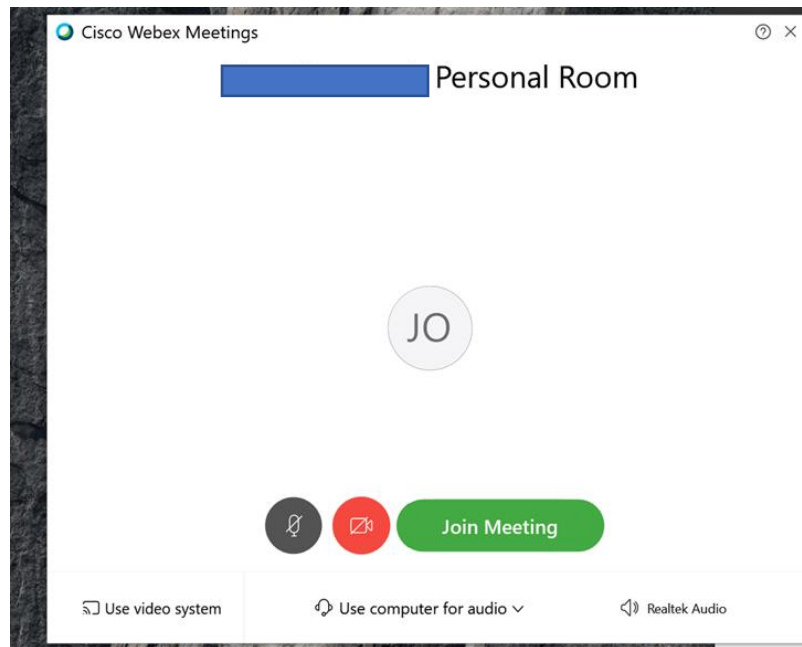 Cisco Webex Meetings
Personal Room
JO
Join Meeting
Use video system
Use computer for audio
Realtek Audio